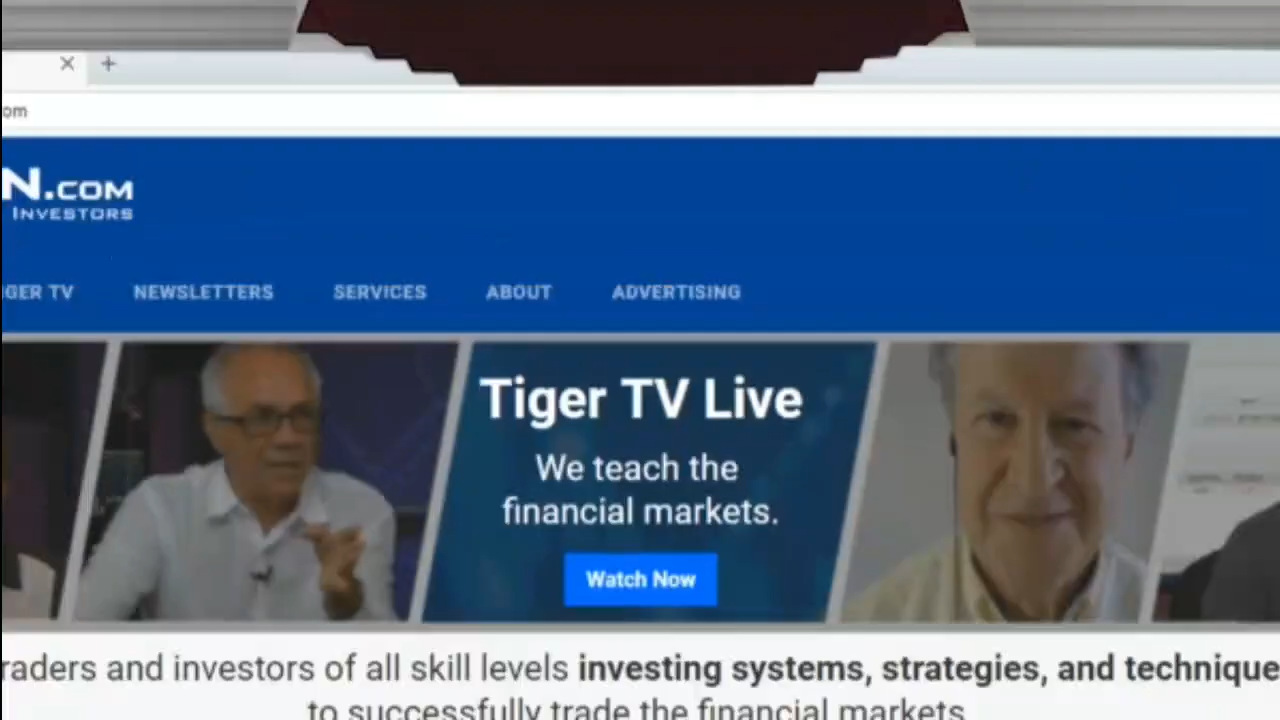 om
N.COM
INVESTORS
IGER TV NEWSLETTERS SERVICES ABOUT ADVERTISING
Tiger TV Live
We teach the
financial markets.
Watch Now
raders and investors of all skill levels investing systems, strategies, and technique
to successfully trade the financial markets